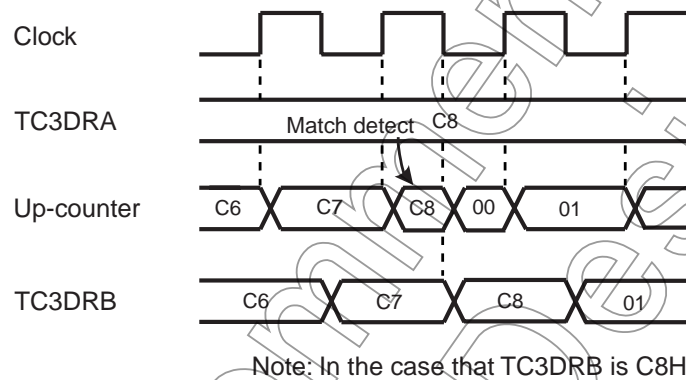 Clock
TC3DRA
Match detect C8
Up-counter C6 C7 C8 00 01
TC3DRB C6 C7 C8 01
Note: In the case that TC3DRB is C8H